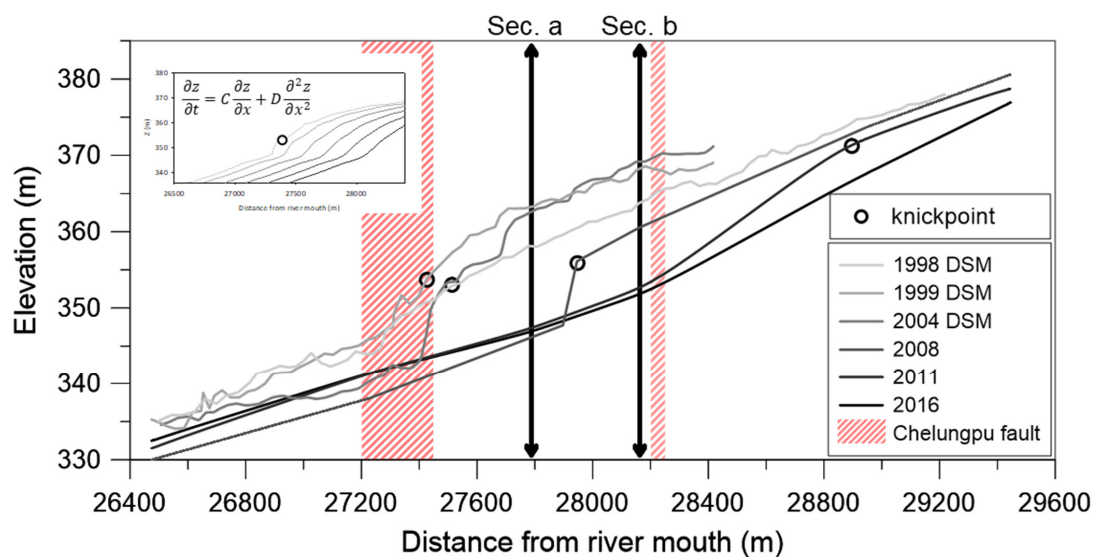 Sec. a Sec. b
380
370
360
350
340
330
Elevation (m)
26400 26800 27200 27600 28000 28400 28800 29200 29600
Distance from river mouth (m)
380
370
360
350
340
Z (m)
∂z/∂t = C ∂z/∂x + D ∂²z/∂x²
26500 27000 27500 28000
Distance from river mouth (m)
knickpoint
1998 DSM
1999 DSM
2004 DSM
2008
2011
2016
Chelungpu fault